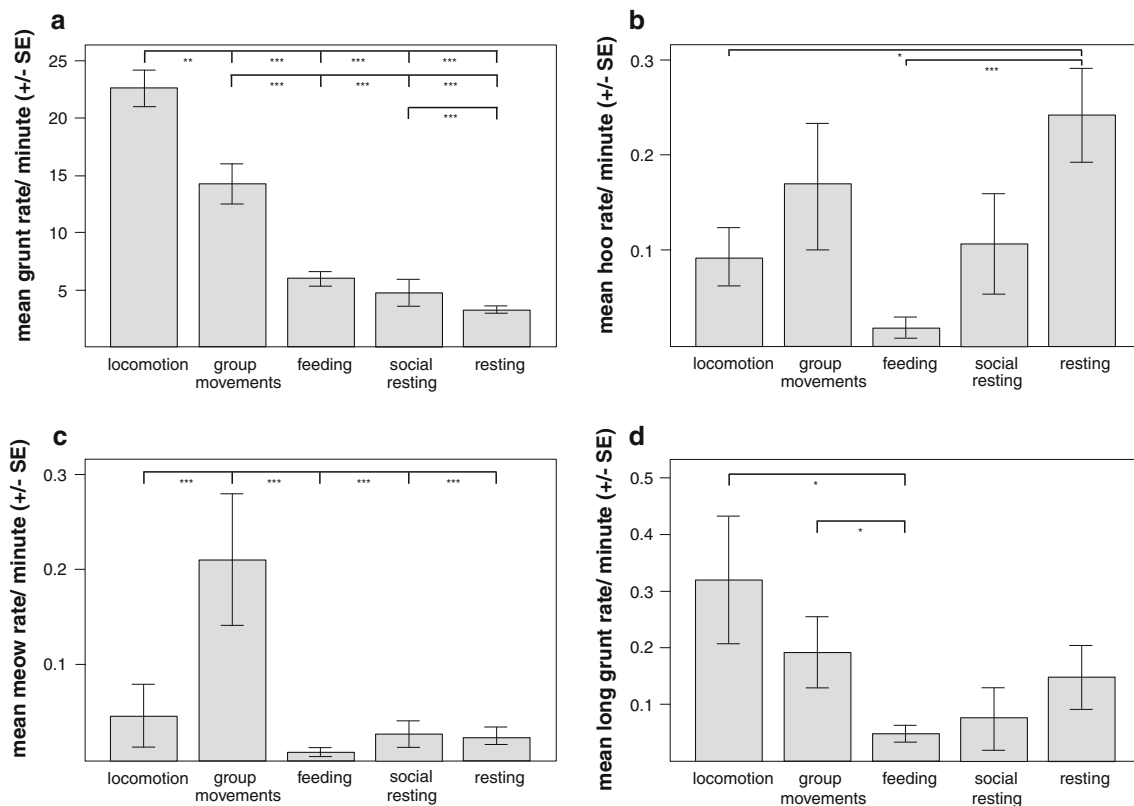 a
mean grunt rate/ minute (+/- SE)
25
20
15
10
5
** *** *** ***
*** *** ***
***
locomotion group feeding social resting
movements resting
b
mean hoo rate/ minute (+/- SE)
0.3
0.2
0.1
*
***
locomotion group feeding social resting
movements resting
c
mean meow rate/ minute (+/- SE)
0.3
0.2
0.1
*** *** *** ***
locomotion group feeding social resting
movements resting
d
mean long grunt rate/ minute (+/- SE)
0.5
0.4
0.3
0.2
0.1
*
*
locomotion group feeding social resting
movements resting